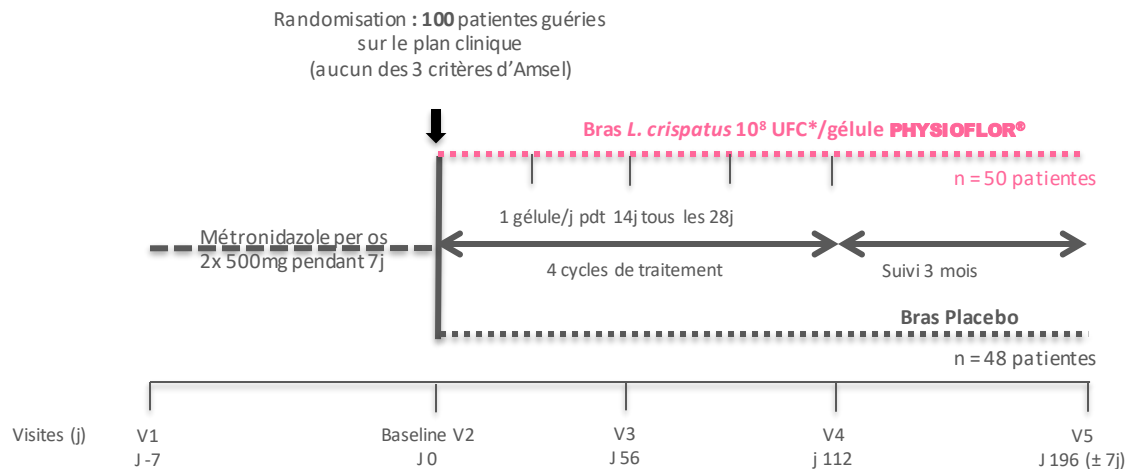 Randomisation : 100 patientes guéries
sur le plan clinique
(aucun des 3 critères d'Amsel)
Bras L. crispatus 10⁸ UFC*/gélule PHYSIOFLOR®
n = 50 patientes
1 gélule/j pdt 14j tous les 28j
Métronidazole per os
2x 500mg pendant 7j
4 cycles de traitement
Suivi 3 mois
Bras Placebo
n = 48 patientes
Visites (j) V1 Baseline V2 V3 V4 V5
J -7 J 0 J 56 j 112 J 196 (± 7j)